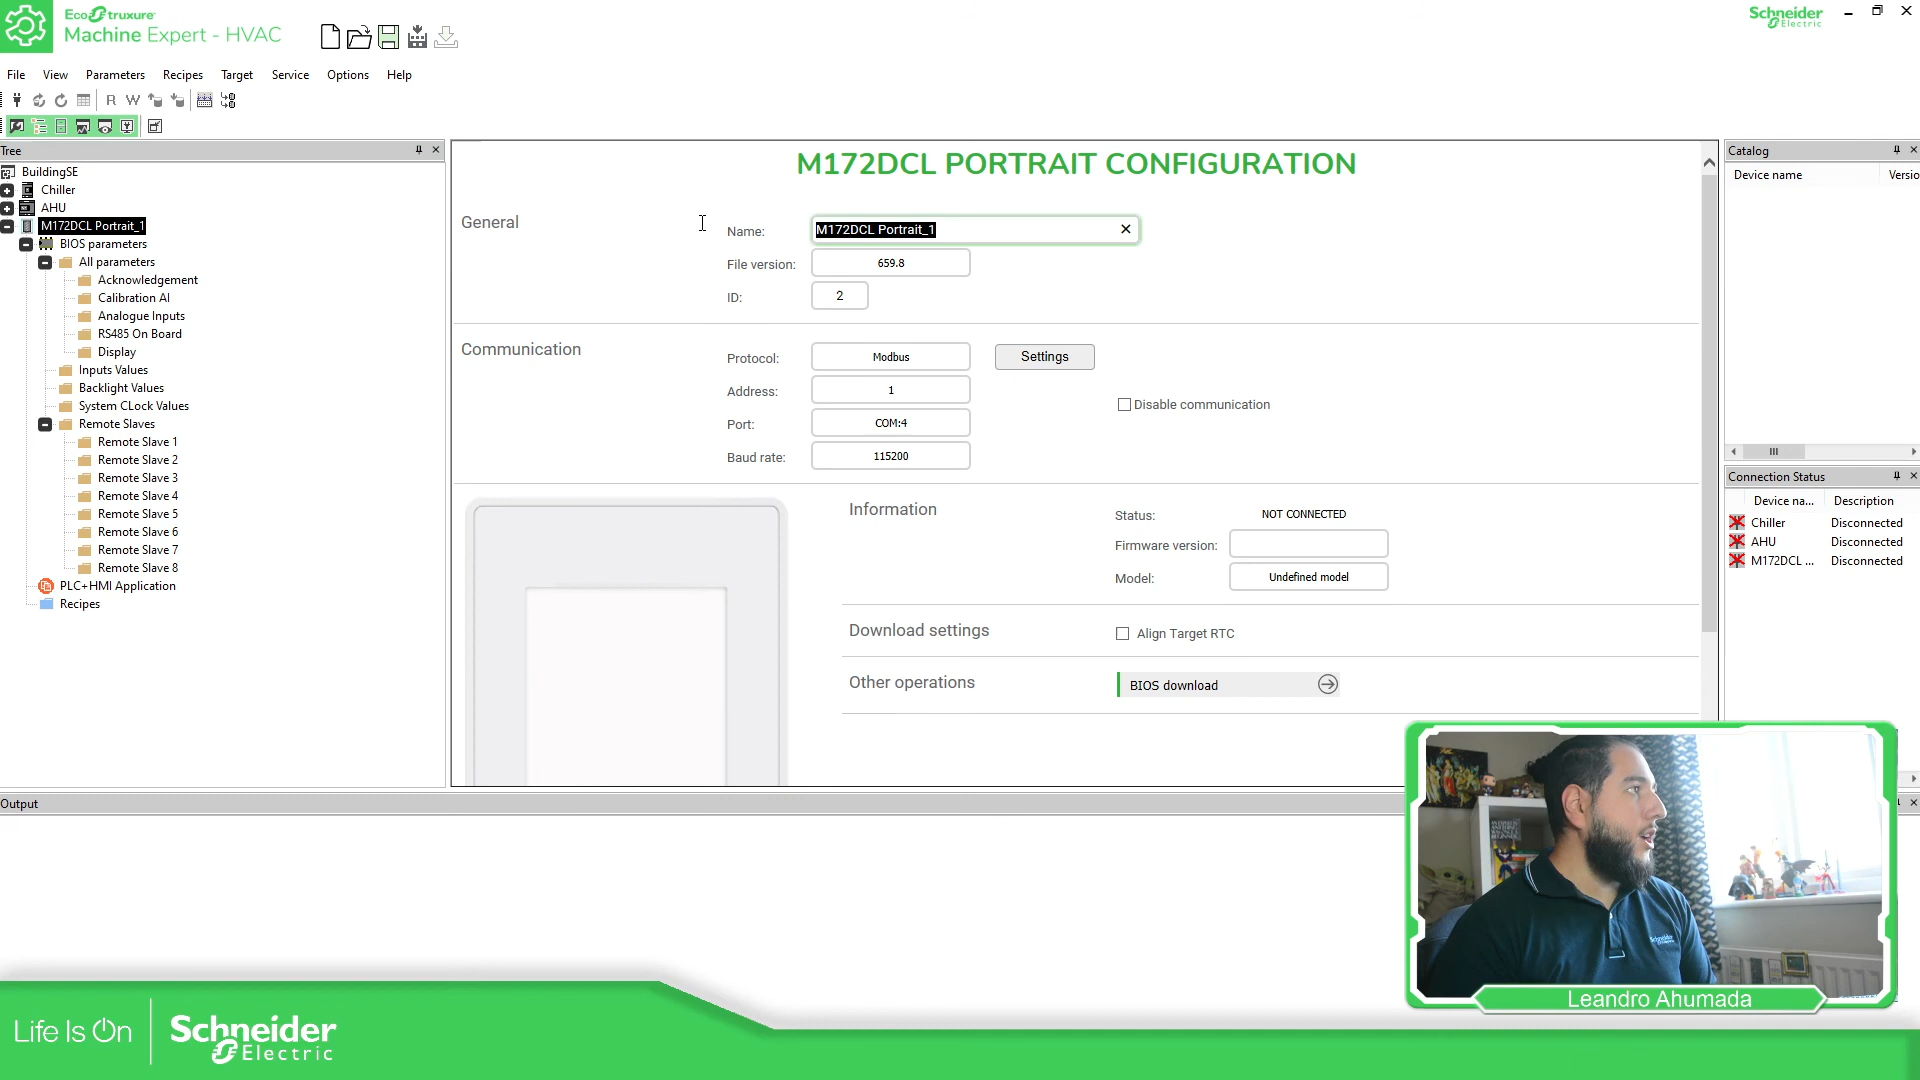 EcoStruxure
Machine Expert - HVAC
Schneider
Electric
File View Parameters Recipes Target Service Options Help
R W
Tree
BuildingSE
Chiller
AHU
M172DCL Portrait_1
BIOS parameters
All parameters
Acknowledgement
Calibration AI
Analogue Inputs
RS485 On Board
Display
Inputs Values
Backlight Values
System CLock Values
Remote Slaves
Remote Slave 1
Remote Slave 2
Remote Slave 3
Remote Slave 4
Remote Slave 5
Remote Slave 6
Remote Slave 7
Remote Slave 8
PLC+HMI Application
Recipes
M172DCL PORTRAIT CONFIGURATION
General
Name: M172DCL Portrait_1
File version: 659.8
ID: 2
Communication
Protocol: Modbus Settings
Address: 1
Disable communication
Port: COM:4
Baud rate: 115200
Information
Status: NOT CONNECTED
Firmware version:
Model: Undefined model
Download settings
Align Target RTC
Other operations
BIOS download
Catalog
Device name Versio
Connection Status
Device na... Description
Chiller Disconnected
AHU Disconnected
M172DCL ... Disconnected
Output
Schneider
Leandro Ahumada
Life Is On
Schneider
Electric